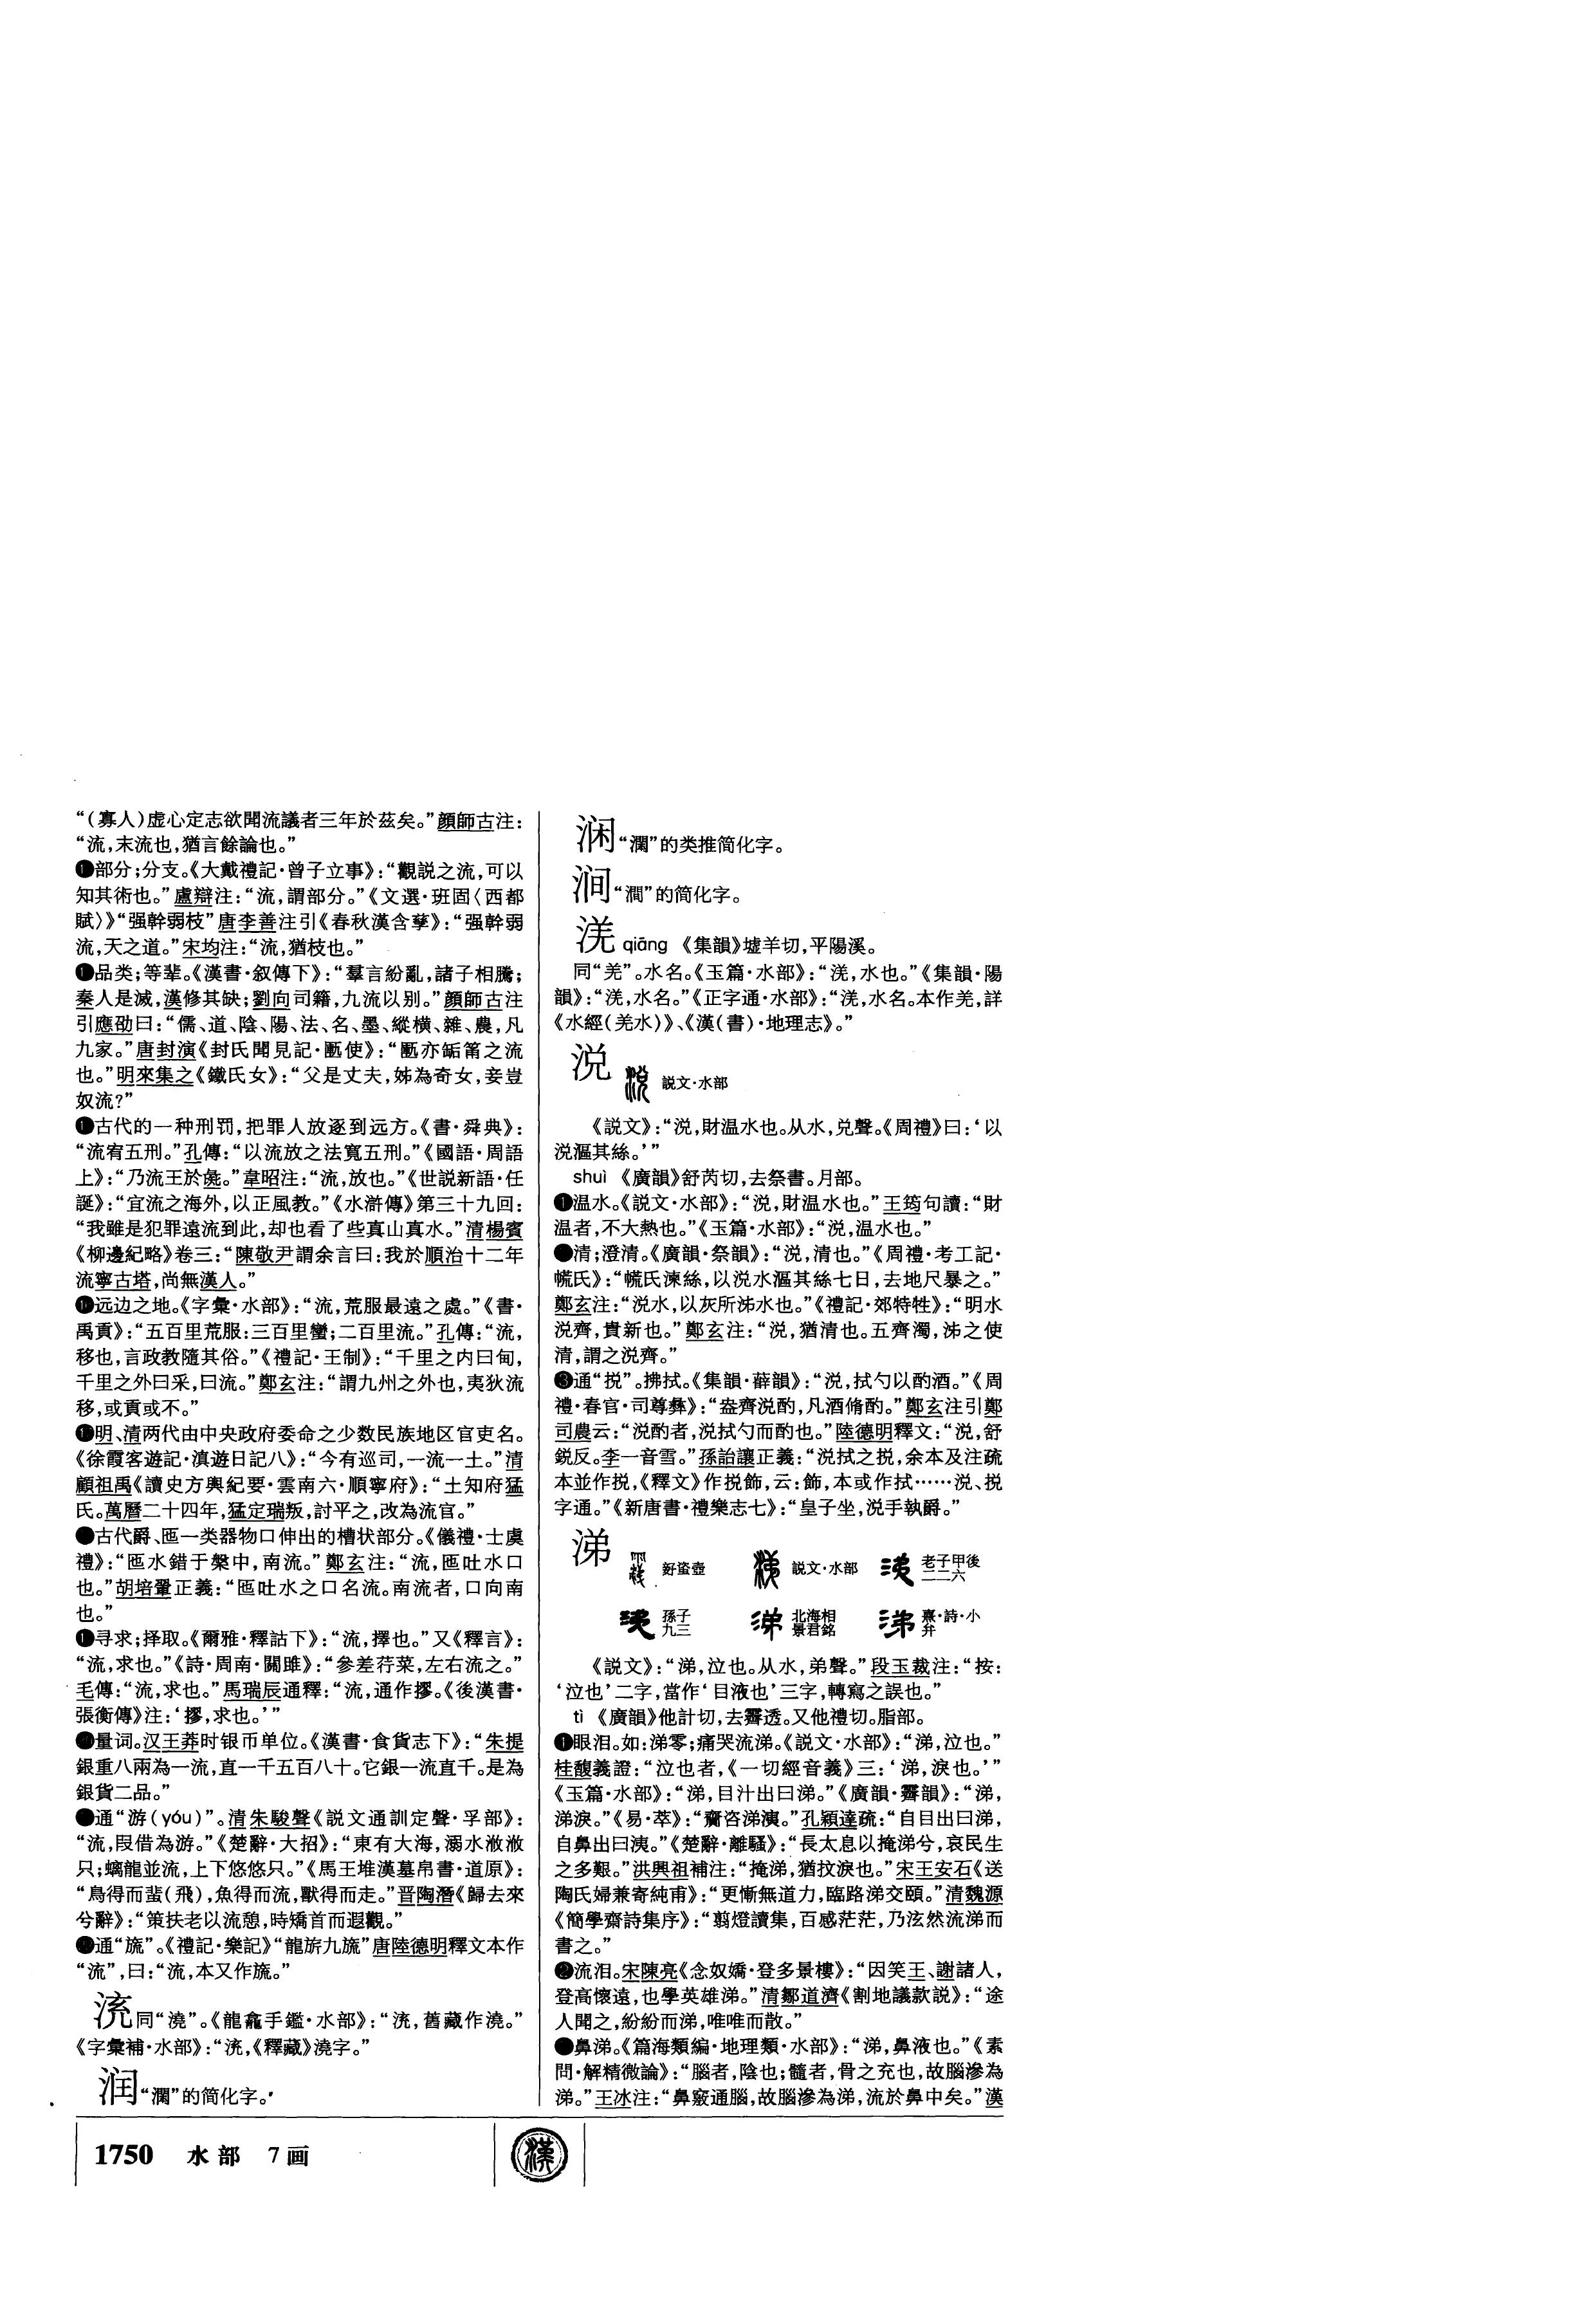 “(寡人)虚心定志欲聞流議者三年於茲矣。”顔師古注：
“流，末流也，猶言餘論也。”
部分；分支。《大戴禮記·曾子立事》：“觀説之流，可以
知其術也。”盧辯注：“流，謂部分。”《文選·班固〈西都
賦〉》“强幹弱枝”唐李善注引《春秋漢含孳》：“强幹弱
流，天之道。”宋均注：“流，猶枝也。”
品类；等辈。《漢書·叙傳下》：“羣言紛亂，諸子相騰；
秦人是滅，漢修其缺；劉向司籍，九流以别。”顔師古注
引應劭曰：“儒、道、陰、陽、法、名、墨、縱横、雜、農，凡
九家。”唐封演《封氏聞見記·匭使》：“匭亦缿筩之流
也。”明來集之《鐵氏女》：“父是丈夫，姊為奇女，妾豈
奴流?”
古代的一种刑罚，把罪人放逐到远方。《書·舜典》：
“流宥五刑。”孔傳：“以流放之法寬五刑。”《國語·周語
上》：“乃流王於彘。”韋昭注：“流，放也。”《世説新語·任
誕》：“宜流之海外，以正風教。”《水滸傳》第三十九回：
“我雖是犯罪遠流到此，却也看了些真山真水。”清楊賓
《柳邊紀略》卷三：“陳敬尹謂余言曰：我於順治十二年
流寧古塔，尚無漢人。”
远边之地。《字彙·水部》：“流，荒服最遠之處。”《書·
禹貢》：“五百里荒服：三百里蠻；二百里流。”孔傳：“流，
移也，言政教隨其俗。”《禮記·王制》：“千里之内曰甸，
千里之外曰采，曰流。”鄭玄注：“謂九州之外也，夷狄流
移，或貢或不。”
明、清两代由中央政府委命之少数民族地区官吏名。
《徐霞客遊記·滇遊日記八》：“今有巡司，一流一土。”清
顧祖禹《讀史方輿紀要·雲南六·順寧府》：“土知府猛
氏。萬曆二十四年，猛定瑞叛，討平之，改為流官。”
古代爵、匜一类器物口伸出的槽状部分。《儀禮·士虞
禮》：“匜水錯于槃中，南流。”鄭玄注：“流，匜吐水口
也。”胡培翬正義：“匜吐水之口名流。南流者，口向南
也。”
寻求；择取。《爾雅·釋詁下》：“流，擇也。”又《釋言》：
“流，求也。”《詩·周南·關雎》：“參差荇菜，左右流之。”
毛傳：“流，求也。”馬瑞辰通釋：“流，通作摎。《後漢書·
張衡傳》注：‘摎，求也。’”
量词。汉王莽时银币单位。《漢書·食貨志下》：“朱提
銀重八兩為一流，直一千五百八十。它銀一流直千。是為
銀貨二品。”
通“游(yóu)”。清朱駿聲《説文通訓定聲·孚部》：
“流，叚借為游。”《楚辭·大招》：“東有大海，溺水浟浟
只；螭龍並流，上下悠悠只。”《馬王堆漢墓帛書·道原》：
“鳥得而蜚(飛)，魚得而流，獸得而走。”晋陶潛《歸去來
兮辭》：“策扶老以流憩，時矯首而遐觀。”
通“旒”。《禮記·樂記》“龍旂九旒”唐陸德明釋文本作
“流”，曰：“流，本又作旒。”
㳅同“澆”。《龍龕手鑑·水部》：“㳅，舊藏作澆。”
《字彙補·水部》：“㳅，《釋藏》澆字。”
润“潤”的简化字。
1750 水部 7画
漢
“瀾”的类推简化字。
涧“澗”的简化字。
羌 qiāng 《集韻》墟羊切，平陽溪。
同“羌”。水名。《玉篇·水部》：“㳾，水也。”《集韻·陽
韻》：“㳾，水名。”《正字通·水部》：“㳾，水名。本作羌，詳
《水經(羌水)》、《漢(書)·地理志》。”
涚 説文·水部
《説文》：“涚，財温水也。从水，兑聲。《周禮》曰：‘以
涚漚其絲。’”
shuì 《廣韻》舒芮切，去祭書。月部。
❶温水。《説文·水部》：“涚，財温水也。”王筠句讀：“財
温者，不大熱也。”《玉篇·水部》：“涚，温水也。”
清；澄清。《廣韻·祭韻》：“涚，清也。”《周禮·考工記·
㡆氏》：“㡆氏湅絲，以涚水漚其絲七日，去地尺暴之。”
鄭玄注：“涚水，以灰所泲水也。”《禮記·郊特牲》：“明水
涚齊，貴新也。”鄭玄注：“涚，猶清也。五齊濁，泲之使
清，謂之涚齊。”
❸通“挩”。拂拭。《集韻·薛韻》：“涚，拭勺以酌酒。”《周
禮·春官·司尊彝》：“盎齊涚酌，凡酒脩酌。”鄭玄注引鄭
司農云：“涚酌者，涚拭勺而酌也。”陸德明釋文：“涚，舒
鋭反。李一音雪。”孫詒讓正義：“涚拭之挩，余本及注疏
本並作挩，《釋文》作挩飾，云：飾，本或作拭……涚、挩
字通。”《新唐書·禮樂志七》：“皇子坐，涚手執爵。”
涕 好蚉壺 説文·水部 老子甲後二二六
孫子九三 北海相景君銘 熹·詩·小弁
《説文》：“涕，泣也。从水，弟聲。”段玉裁注：“按：
‘泣也’二字，當作‘目液也’三字，轉寫之誤也。”
tì 《廣韻》他計切，去霽透。又他禮切。脂部。
❶眼泪。如：涕零；痛哭流涕。《説文·水部》：“涕，泣也。”
桂馥義證：“泣也者，《一切經音義》三：‘涕，淚也。’”
《玉篇·水部》：“涕，目汁出曰涕。”《廣韻·霽韻》：“涕，
涕淚。”《易·萃》：“齎咨涕洟。”孔穎達疏：“自目出曰涕，
自鼻出曰洟。”《楚辭·離騷》：“長太息以掩涕兮，哀民生
之多艱。”洪興祖補注：“掩涕，猶抆淚也。”宋王安石《送
陶氏婦兼寄純甫》：“更慚無道力，臨路涕交頤。”清魏源
《簡學齋詩集序》：“翦燈讀集，百感茫茫，乃泫然流涕而
書之。”
❷流泪。宋陳亮《念奴嬌·登多景樓》：“因笑王、謝諸人，
登高懷遠，也學英雄涕。”清鄒道濟《割地議款説》：“途
人聞之，紛紛而涕，唯唯而散。”
鼻涕。《篇海類編·地理類·水部》：“涕，鼻液也。”《素
問·解精微論》：“腦者，陰也；髓者，骨之充也，故腦滲為
涕。”王冰注：“鼻竅通腦，故腦滲為涕，流於鼻中矣。”漢